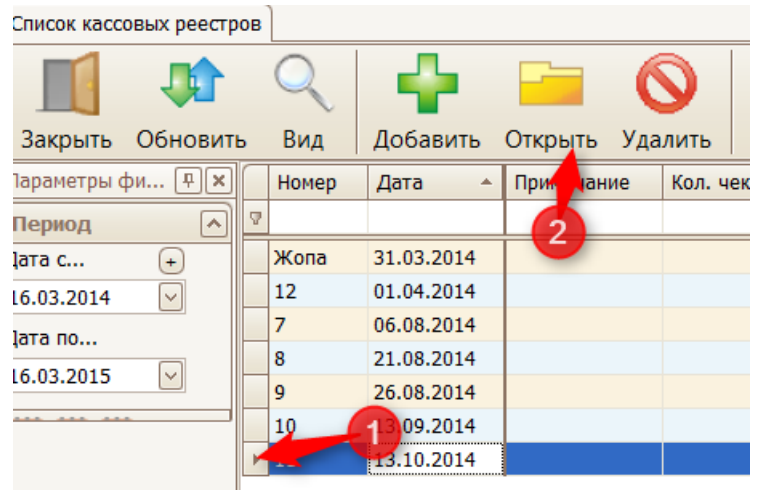 Список кассовых реестров
Закрыть Обновить Вид Добавить Открыть Удалить
Параметры фи...
Номер Дата Кол. чек
Период
2
Дата с...
Жопа 31.03.2014
16.03.2014
12 01.04.2014
7 06.08.2014
Дата по...
8 21.08.2014
16.03.2015
9 26.08.2014
10 13.09.2014
1
13.10.2014